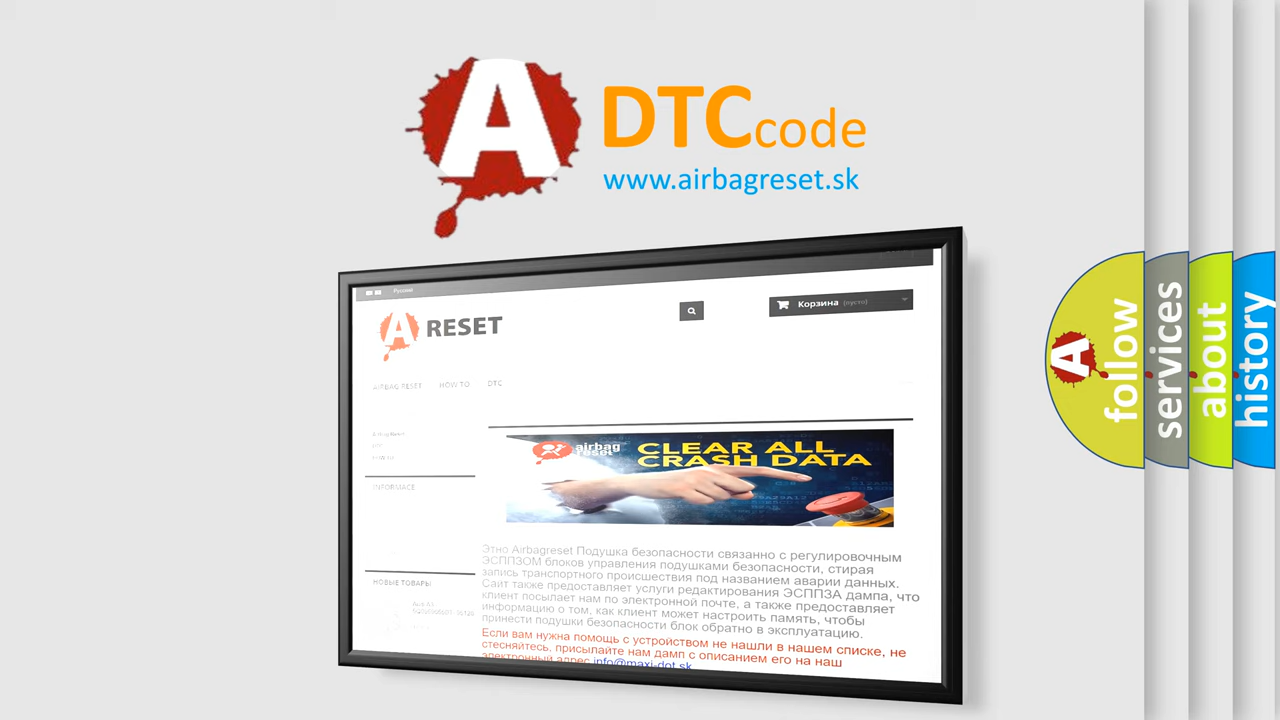 A
DTC code
www.airbagreset.sk
Русский
Корзина (пусто)
A RESET
AIRBAG RESET HOW TO DTC
INFORMACE
НОВЫЕ ТОВАРЫ
airbag
reset
CLEAR ALL
CRASH DATA
Этно Airbagreset Подушка безопасности связанно с регулировочным
ЭСППЗОМ блоков управления подушками безопасности, стирая
запись транспортного происшествия под названием аварии данных.
Сайт также предоставляет услуги редактирования ЭСППЗА дампа, что
клиент посылает нам по электронной почте, а также предоставляет
информацию о том, как клиент может настроить память, чтобы
принести подушки безопасности блок обратно в эксплуатацию.
Если вам нужна помощь с устройством не нашли в нашем списке, не
стесняйтесь, присылайте нам дамп с описанием его на наш
электронный адрес info@maxi-dot.sk
A
follow
services
about
history